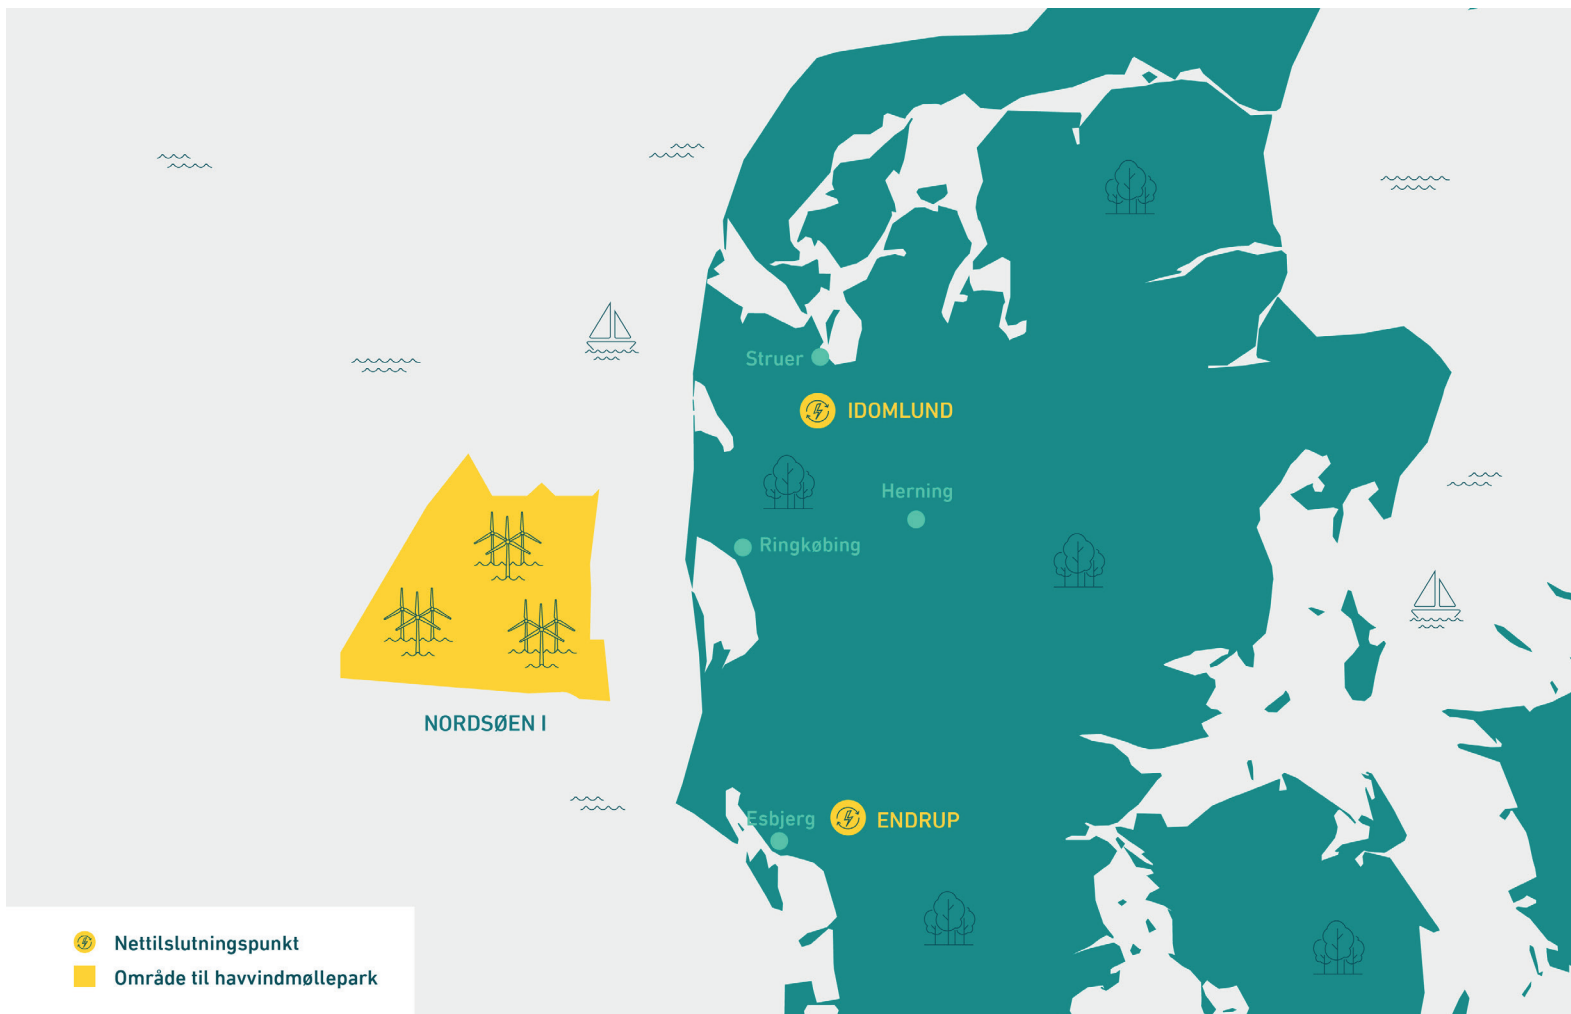 Struer
IDOMLUND
Herning
Ringkøbing
NORDSØEN I
Esbjerg
ENDRUP
Nettilslutningspunkt
Område til havvindmøllepark